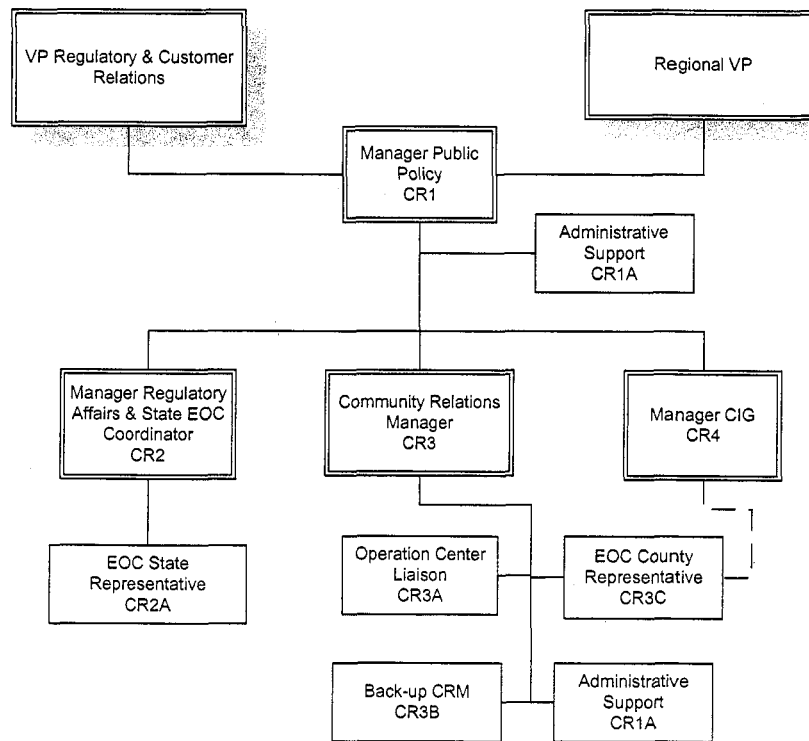 VP Regulatory & Customer
Relations
Regional VP
Manager Public
Policy
CR1
Administrative
Support
CR1A
Manager Regulatory
Affairs & State EOC
Coordinator
CR2
Community Relations
Manager
CR3
Manager CIG
CR4
EOC State
Representative
CR2A
Operation Center
Liaison
CR3A
EOC County
Representative
CR3C
Back-up CRM
CR3B
Administrative
Support
CR1A